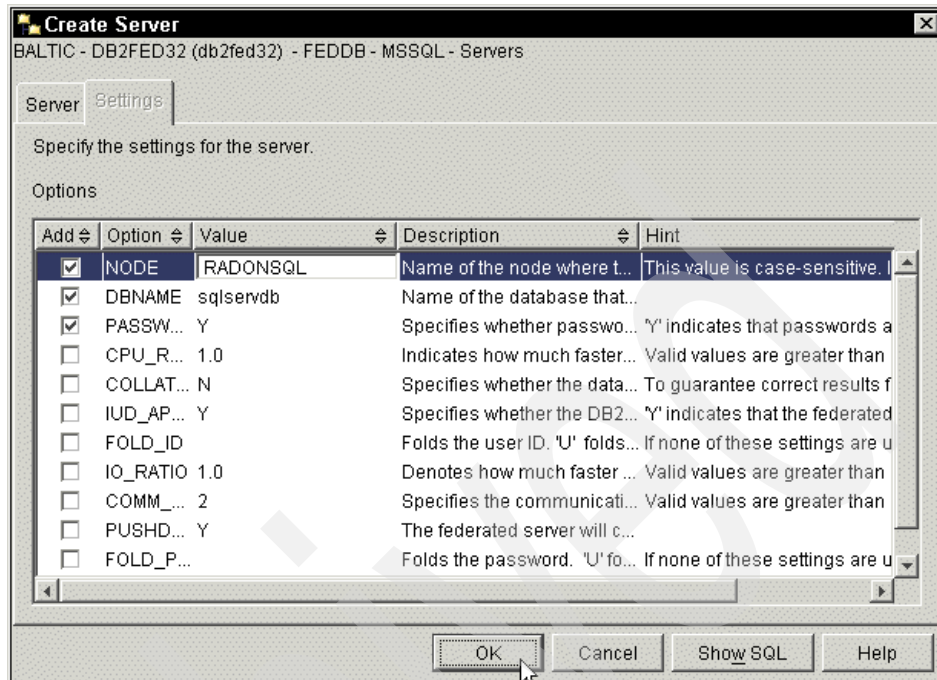 Create Server
BALTIC - DB2FED32 (db2fed32) - FEDDB - MSSQL - Servers
Server Settings
Specify the settings for the server.
Options
Add Option Value Description Hint
NODE RADONSQL Name of the node where t... This value is case-sensitive. I
DBNAME sqlservdb Name of the database that...
PASSW... Y Specifies whether passwo... 'Y' indicates that passwords a
CPU_R... 1.0 Indicates how much faster... Valid values are greater than
COLLAT... N Specifies whether the data... To guarantee correct results f
IUD_AP... Y Specifies whether the DB2... 'Y' indicates that the federated
FOLD_ID Folds the user ID. 'U' folds... If none of these settings are u
IO_RATIO 1.0 Denotes how much faster ... Valid values are greater than
COMM_... 2 Specifies the communicati... Valid values are greater than
PUSHD... Y The federated server will c...
FOLD_P... Folds the password. 'U' fo... If none of these settings are u
OK Cancel Show SQL Help